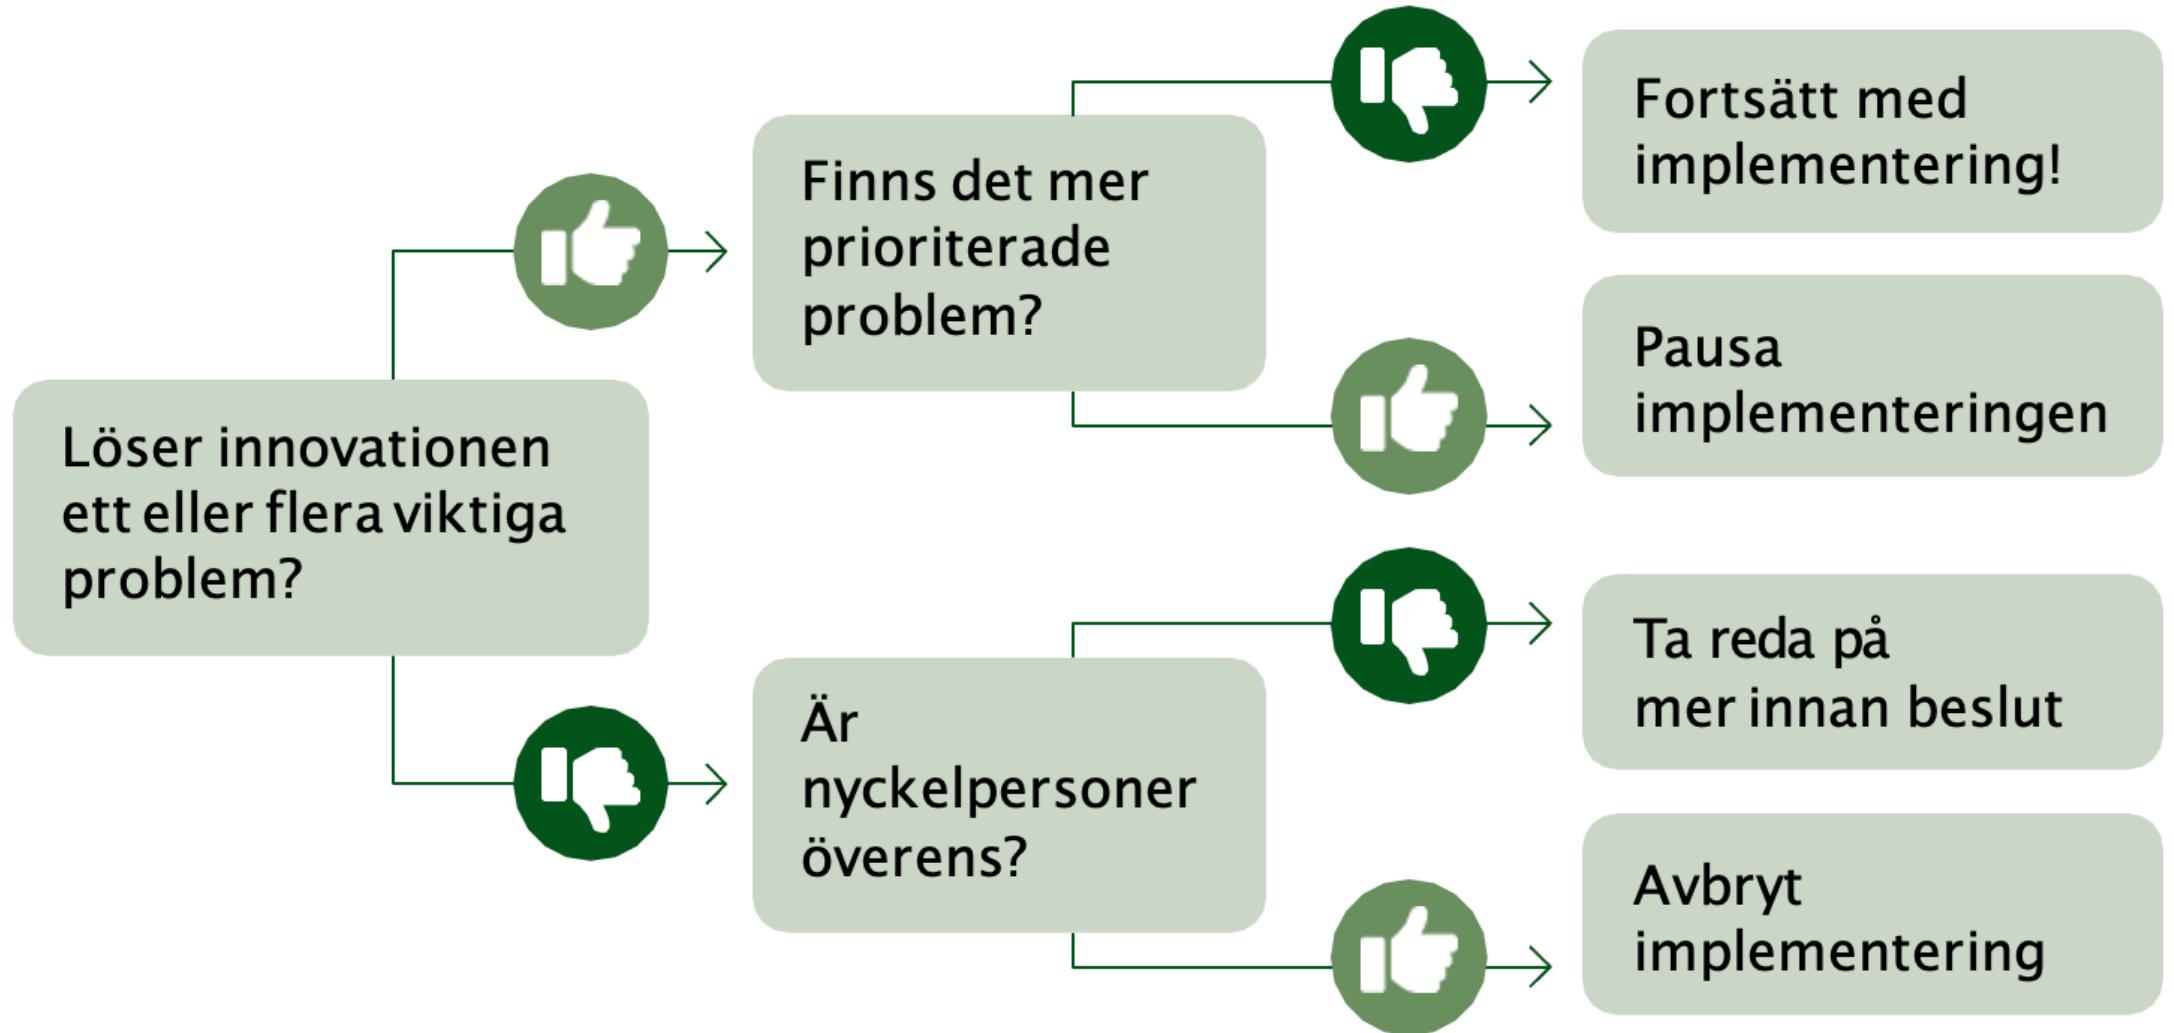 Löser innovationen
ett eller flera viktiga
problem?
Finns det mer
prioriterade
problem?
Är
nyckelpersoner
överens?
Fortsätt med
implementering!
Pausa
implementeringen
Ta reda på
mer innan beslut
Avbryt
implementering